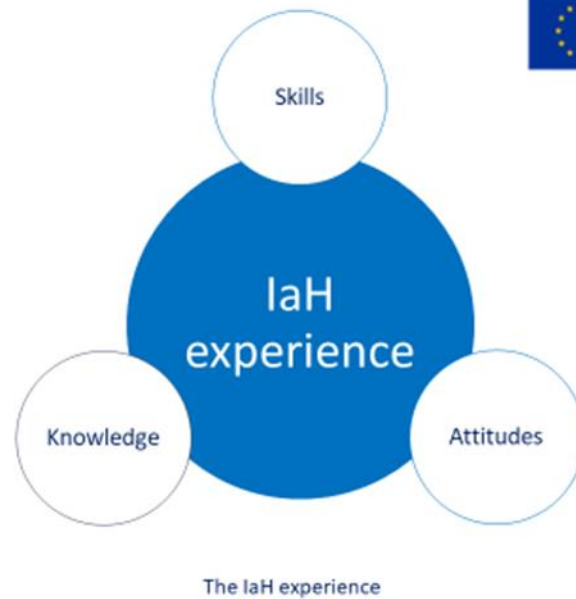 Skills
IaH
experience
Knowledge
Attitudes
The IaH experience